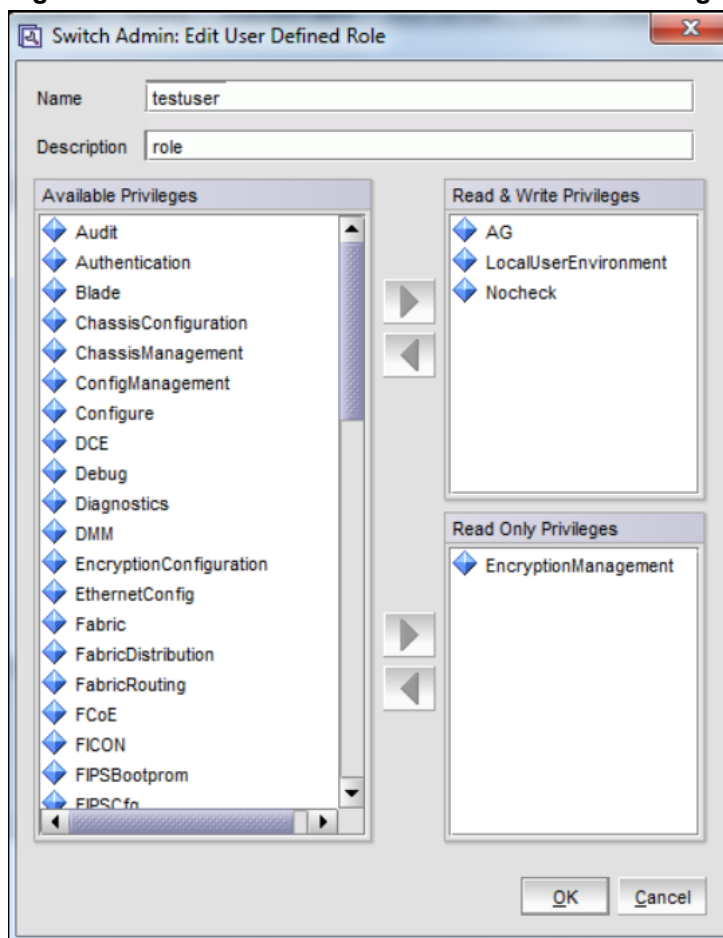 Switch Admin: Edit User Defined Role
Name testuser
Description role
Available Privileges
Audit
Authentication
Blade
ChassisConfiguration
ChassisManagement
ConfigManagement
Configure
DCE
Debug
Diagnostics
DMM
EncryptionConfiguration
EthernetConfig
Fabric
FabricDistribution
FabricRouting
FCoE
FICON
FIPSBootprom
FIPSCfg
Read & Write Privileges
AG
LocalUserEnvironment
Nocheck
Read Only Privileges
EncryptionManagement
OK Cancel